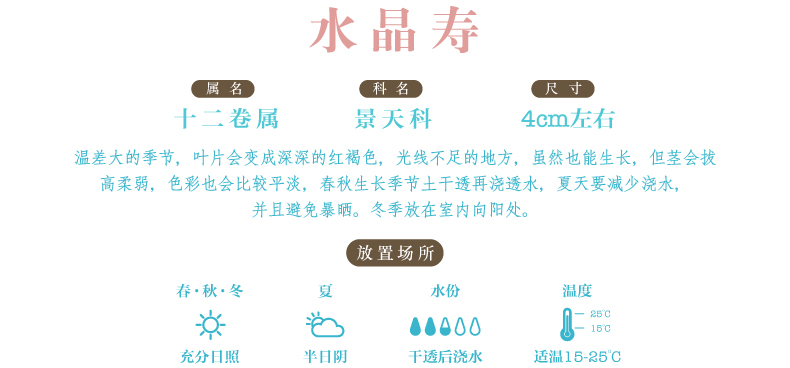 水晶寿
属名 科名 尺寸
十二卷属 景天科 4cm左右
温差大的季节，叶片会变成深深的红褐色，光线不足的地方，虽然也能生长，但茎会拔
高柔弱，色彩也会比较平淡，春秋生长季节土干透再浇透水，夏天要减少浇水，
并且避免暴晒。冬季放在室内向阳处。
放置场所
春·秋·冬 夏 水份 温度
25℃
15℃
充分日照 半日阴 干透后浇水 适温15-25℃